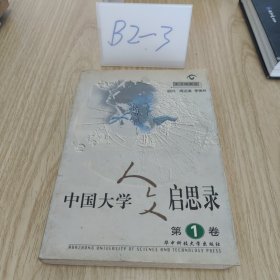 B2-3
中国大学人文启思录
第1卷
华中科技大学出版社
HUAZHONG UNIVERSITY OF SCIENCE AND TECHNOLOGY PRESS